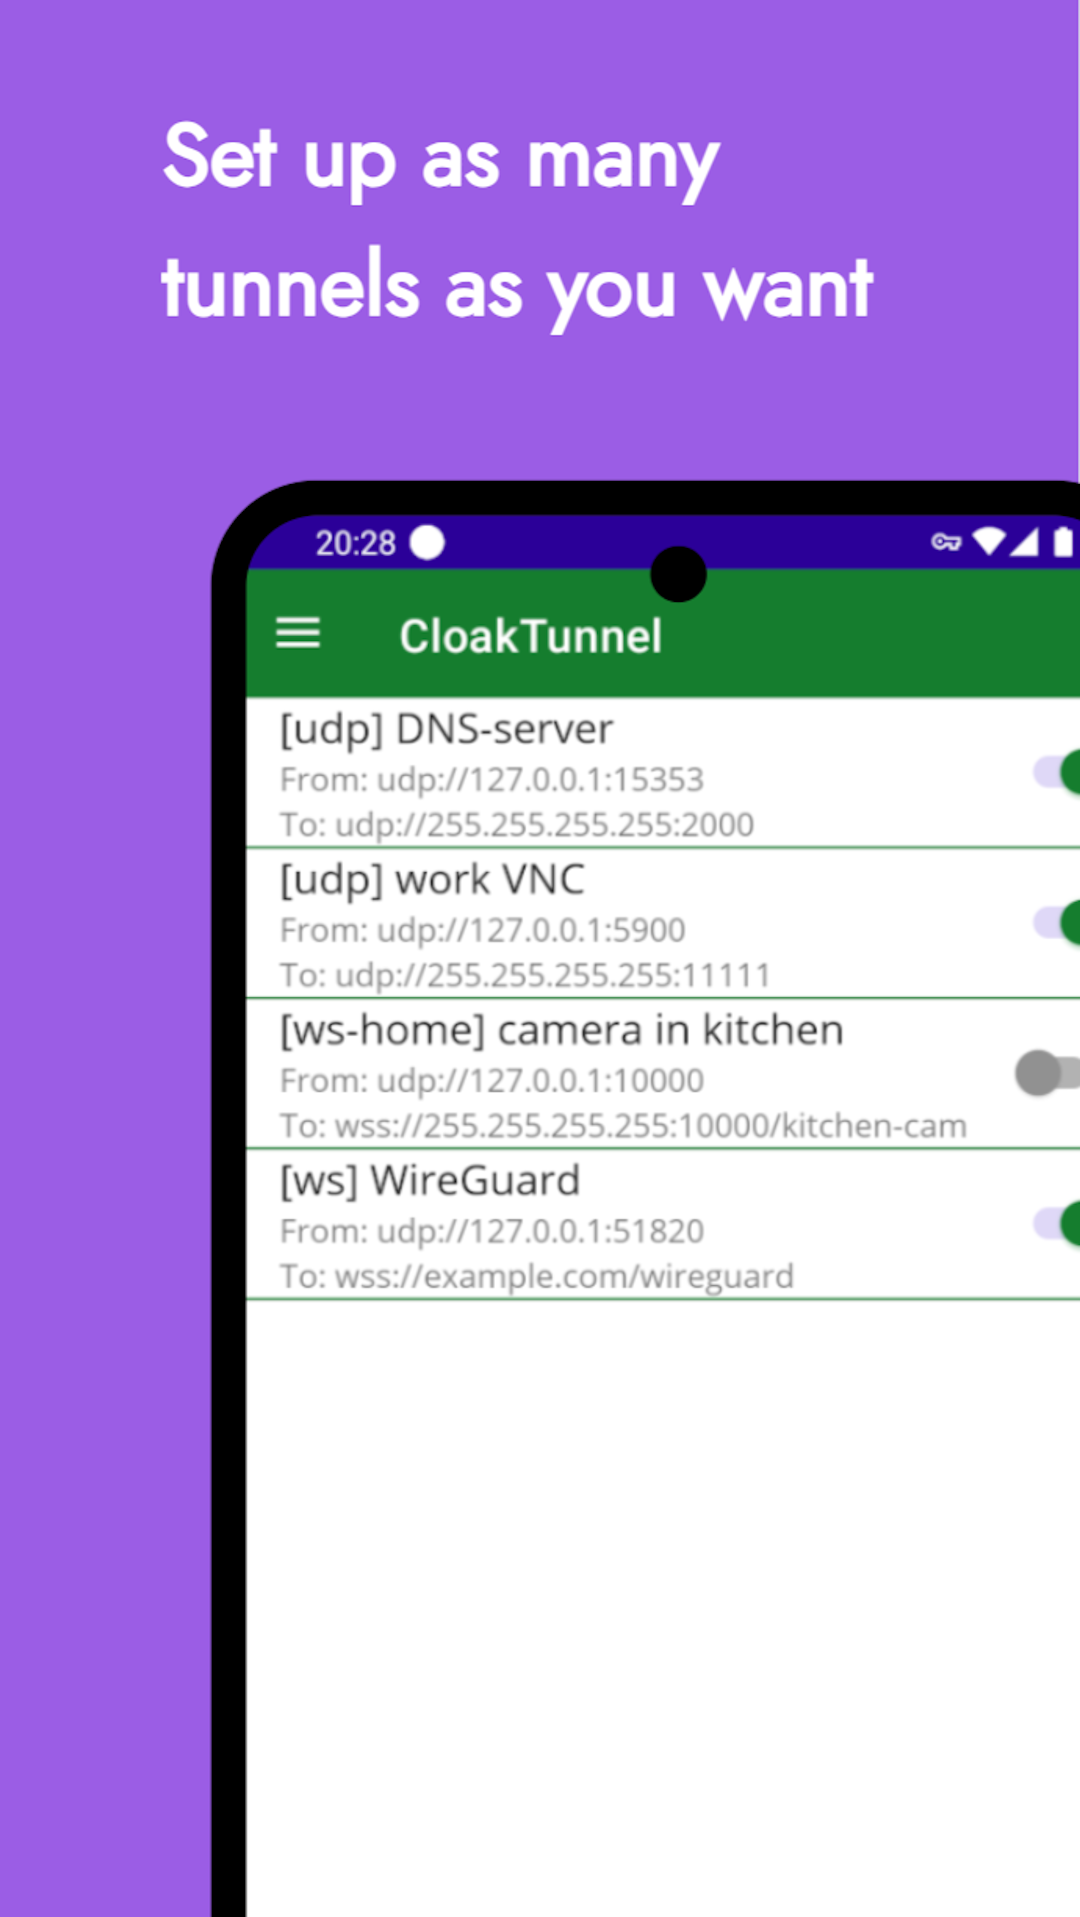 Set up as many
tunnels as you want
20:28
CloakTunnel
[udp] DNS-server
From: udp://127.0.0.1:15353
To: udp://255.255.255.255:2000
[udp] work VNC
From: udp://127.0.0.1:5900
To: udp://255.255.255.255:11111
[ws-home] camera in kitchen
From: udp://127.0.0.1:10000
To: wss://255.255.255.255:10000/kitchen-cam
[ws] WireGuard
From: udp://127.0.0.1:51820
To: wss://example.com/wireguard